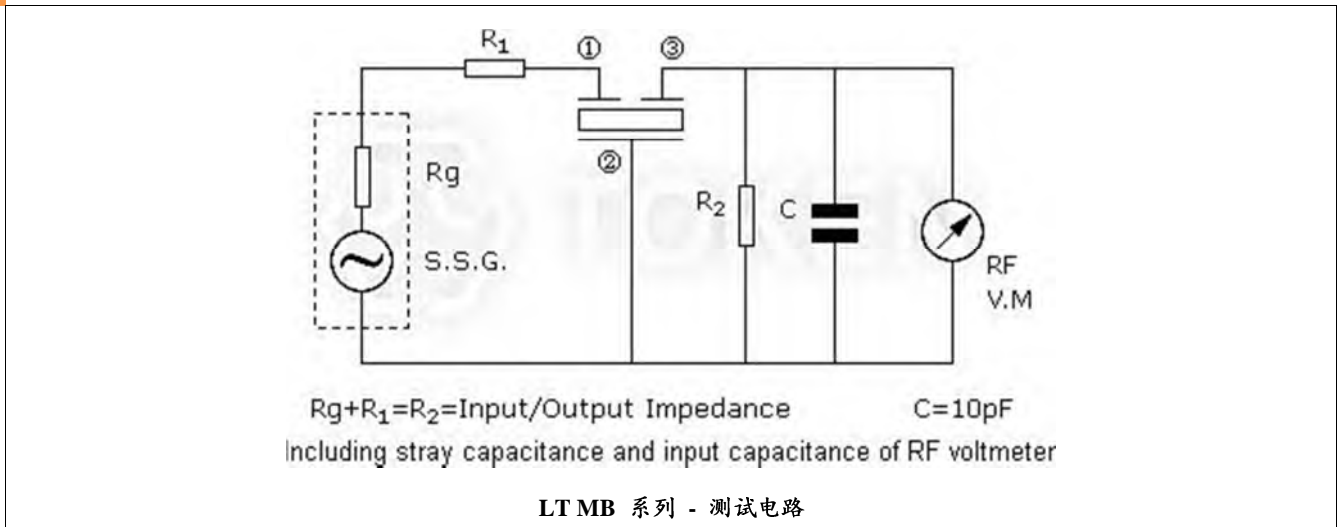 R1
①
③
Rg
②
R2
C
S.S.G.
RF
V.M
Rg+R1=R2=Input/Output Impedance C=10pF
Including stray capacitance and input capacitance of RF voltmeter
LT MB 系列 - 测试电路